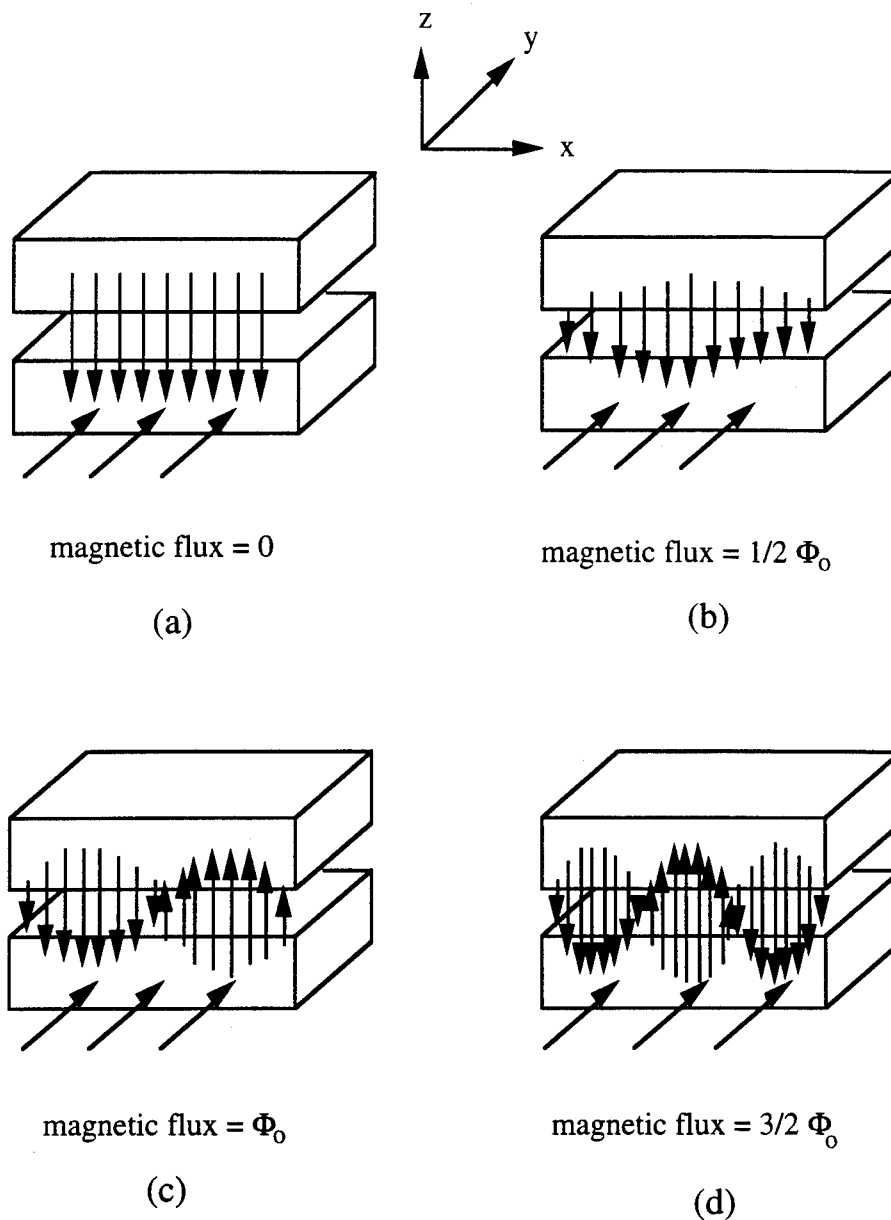 z
y
x
magnetic flux = 0
(a)
magnetic flux = 1/2 Φo
(b)
magnetic flux = Φo
(c)
magnetic flux = 3/2 Φo
(d)